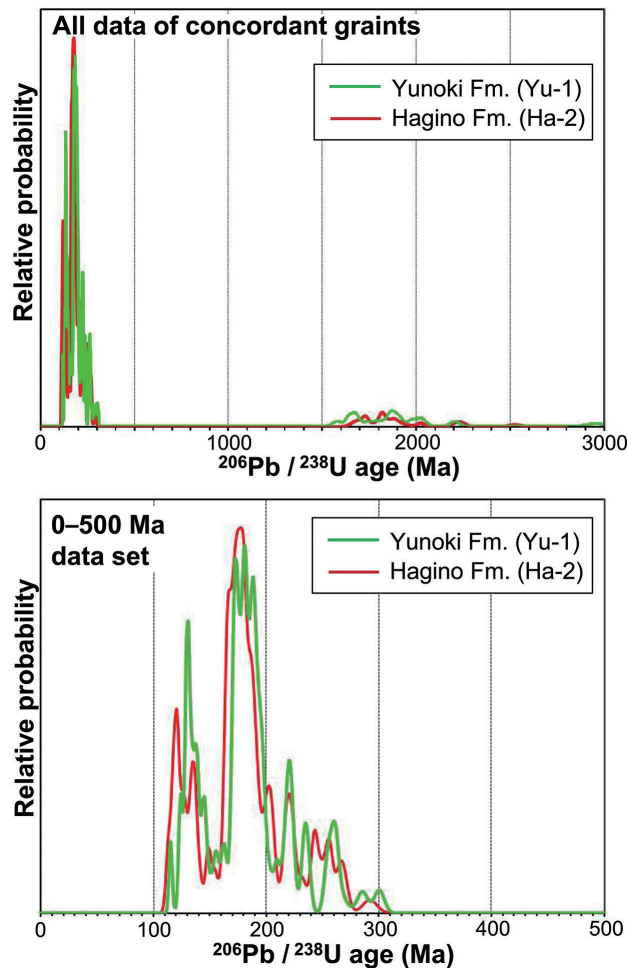 All data of concordant graints
Yunoki Fm. (Yu-1)
Hagino Fm. (Ha-2)
Relative probability
0 1000 2000 3000
²⁰⁶Pb / ²³⁸U age (Ma)
0–500 Ma
data set
Yunoki Fm. (Yu-1)
Hagino Fm. (Ha-2)
Relative probability
0 100 200 300 400 500
²⁰⁶Pb / ²³⁸U age (Ma)